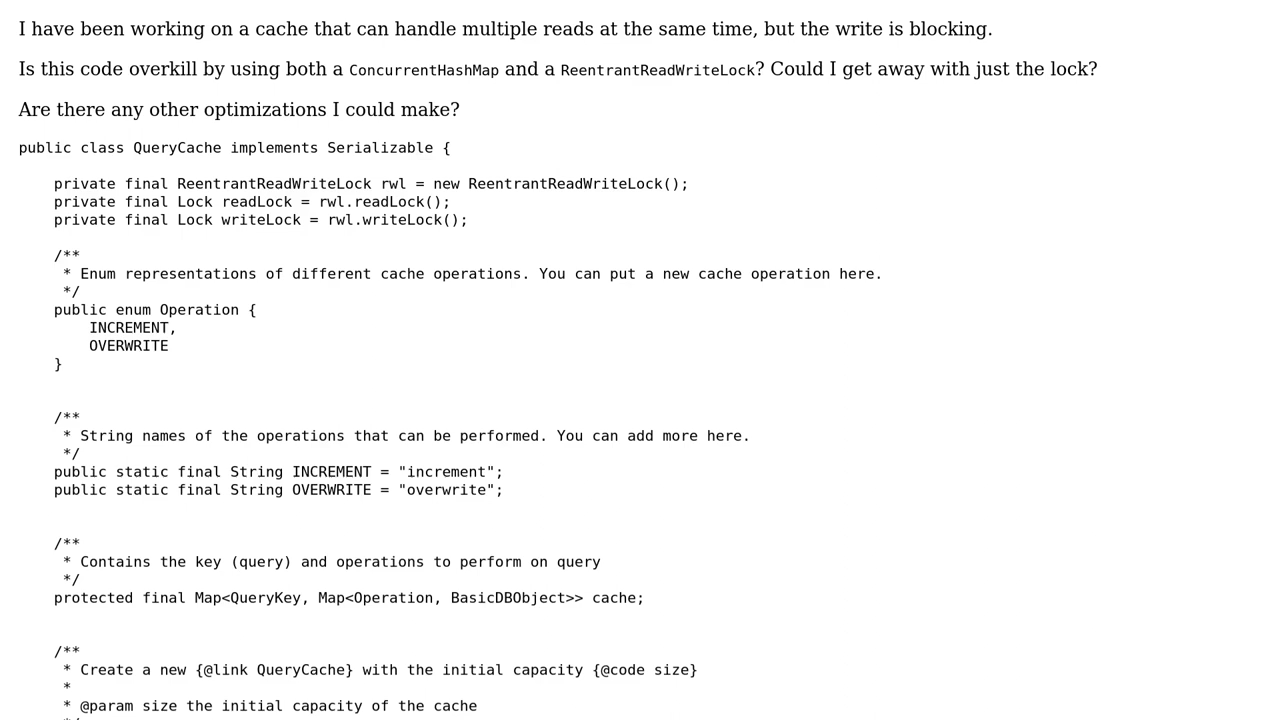 I have been working on a cache that can handle multiple reads at the same time, but the write is blocking.
Is this code overkill by using both a ConcurrentHashMap and a ReentrantReadWriteLock? Could I get away with just the lock?
Are there any other optimizations I could make?
public class QueryCache implements Serializable {
    private final ReentrantReadWriteLock rwl = new ReentrantReadWriteLock();
    private final Lock readLock = rwl.readLock();
    private final Lock writeLock = rwl.writeLock();
    /**
     * Enum representations of different cache operations. You can put a new cache operation here.
     */
    public enum Operation {
        INCREMENT,
        OVERWRITE
    }
    /**
     * String names of the operations that can be performed. You can add more here.
     */
    public static final String INCREMENT = "increment";
    public static final String OVERWRITE = "overwrite";
    /**
     * Contains the key (query) and operations to perform on query
     */
    protected final Map<QueryKey, Map<Operation, BasicDBObject>> cache;
    /**
     * Create a new {@link QueryCache} with the initial capacity {@code size}
     *
     * @param size the initial capacity of the cache